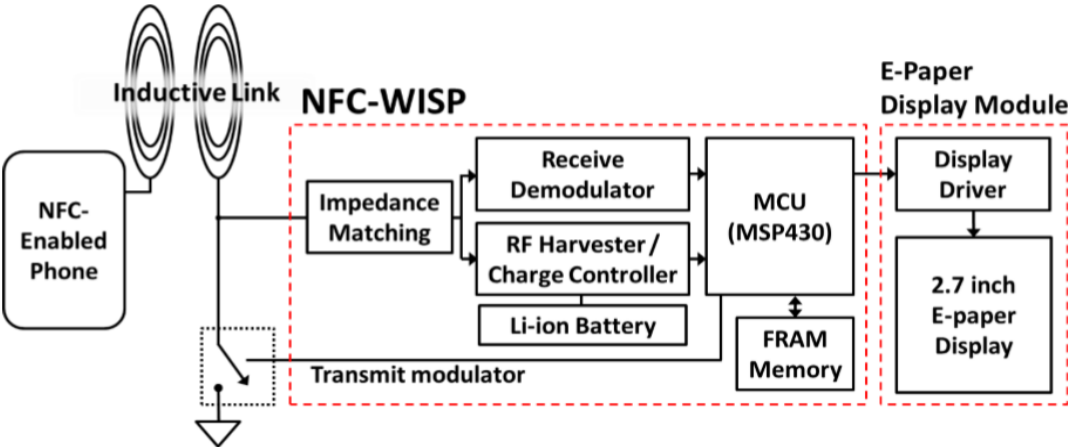 Inductive Link
NFC-WISP
E-Paper
Display Module
NFC-
Enabled
Phone
Impedance
Matching
Receive
Demodulator
RF Harvester /
Charge Controller
Li-ion Battery
MCU
(MSP430)
FRAM
Memory
Transmit modulator
Display
Driver
2.7 inch
E-paper
Display